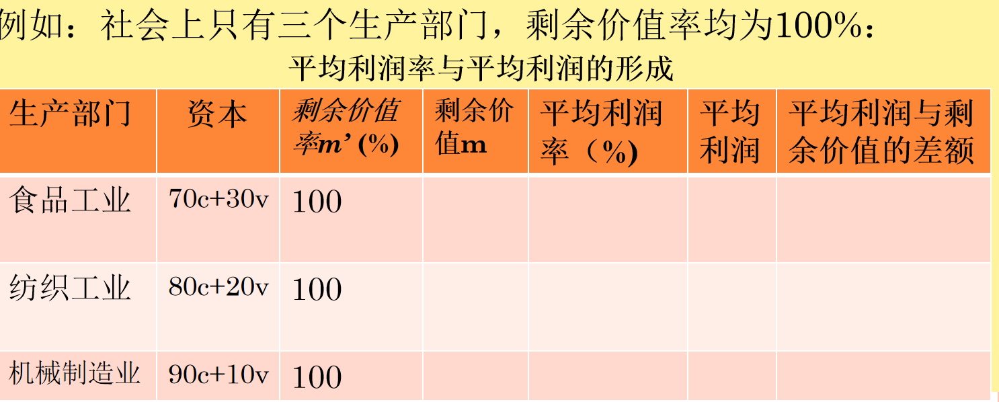 例如：社会上只有三个生产部门，剩余价值率均为100%：
平均利润率与平均利润的形成
生产部门 资本 剩余价值率m’ (%) 剩余价值m 平均利润率（%) 平均利润 平均利润与剩余价值的差额
食品工业 70c+30v 100
纺织工业 80c+20v 100
机械制造业 90c+10v 100